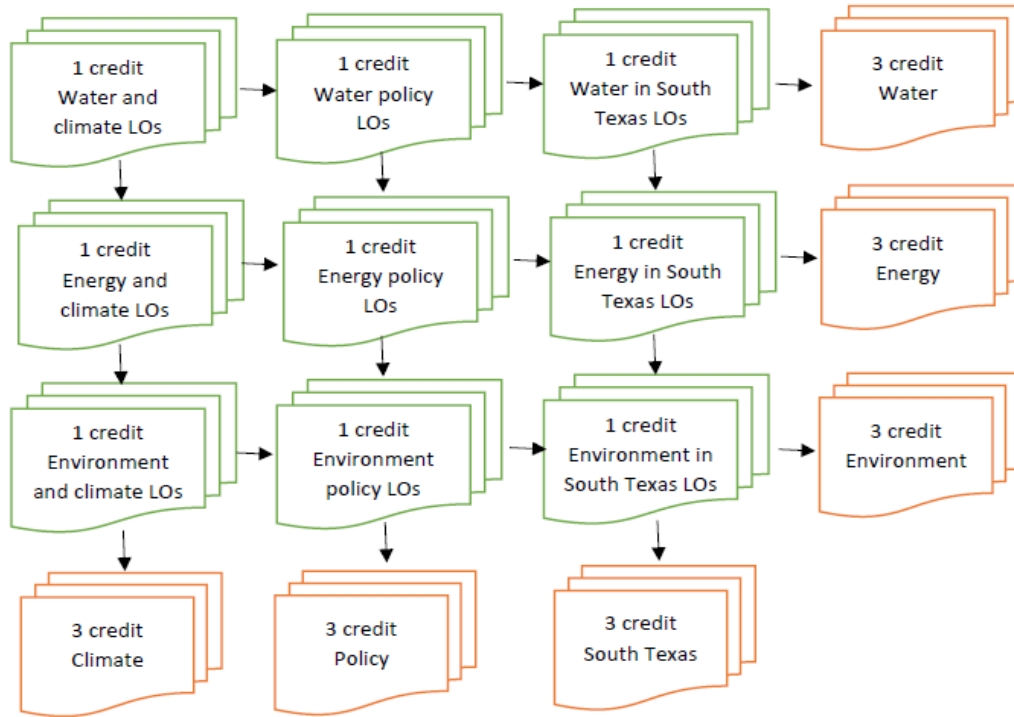 1 credit
Water and
climate LOs
1 credit
Water policy
LOs
1 credit
Water in South
Texas LOs
3 credit
Water
1 credit
Energy and
climate LOs
1 credit
Energy policy
LOs
1 credit
Energy in South
Texas LOs
3 credit
Energy
1 credit
Environment
and climate LOs
1 credit
Environment
policy LOs
1 credit
Environment in
South Texas LOs
3 credit
Environment
3 credit
Climate
3 credit
Policy
3 credit
South Texas